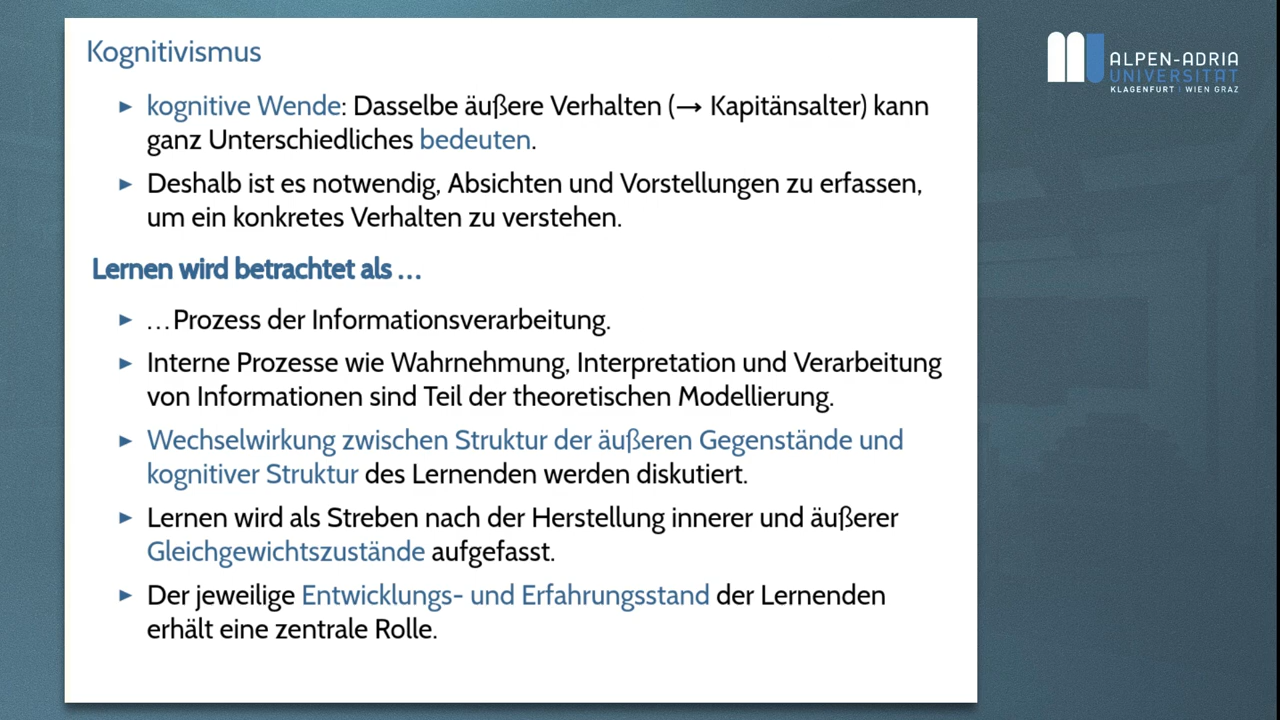 Kognitivismus
► kognitive Wende: Dasselbe äußere Verhalten (→ Kapitänsalter) kann
ganz Unterschiedliches bedeuten.
► Deshalb ist es notwendig, Absichten und Vorstellungen zu erfassen,
um ein konkretes Verhalten zu verstehen.
Lernen wird betrachtet als …
► …Prozess der Informationsverarbeitung.
► Interne Prozesse wie Wahrnehmung, Interpretation und Verarbeitung
von Informationen sind Teil der theoretischen Modellierung.
► Wechselwirkung zwischen Struktur der äußeren Gegenstände und
kognitiver Struktur des Lernenden werden diskutiert.
► Lernen wird als Streben nach der Herstellung innerer und äußerer
Gleichgewichtszustände aufgefasst.
► Der jeweilige Entwicklungs- und Erfahrungsstand der Lernenden
erhält eine zentrale Rolle.
ALPEN-ADRIA
UNIVERSITÄT
KLAGENFURT | WIEN GRAZ